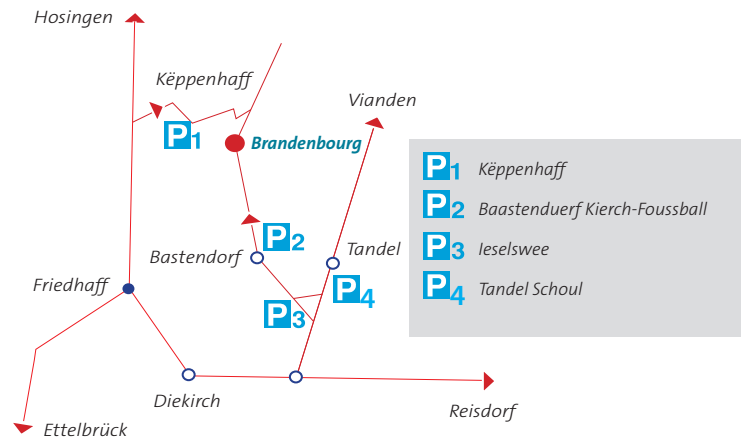 Hosingen
Këppenhaff
Vianden
P1
Brandenbourg
P1 Këppenhaff
P2 Baastenduerf Kierch-Foussball
P3 Ieselswee
P4 Tandel Schoul
P2
Bastendorf
Tandel
Friedhaff
P4
P3
Diekirch
Reisdorf
Ettelbrück